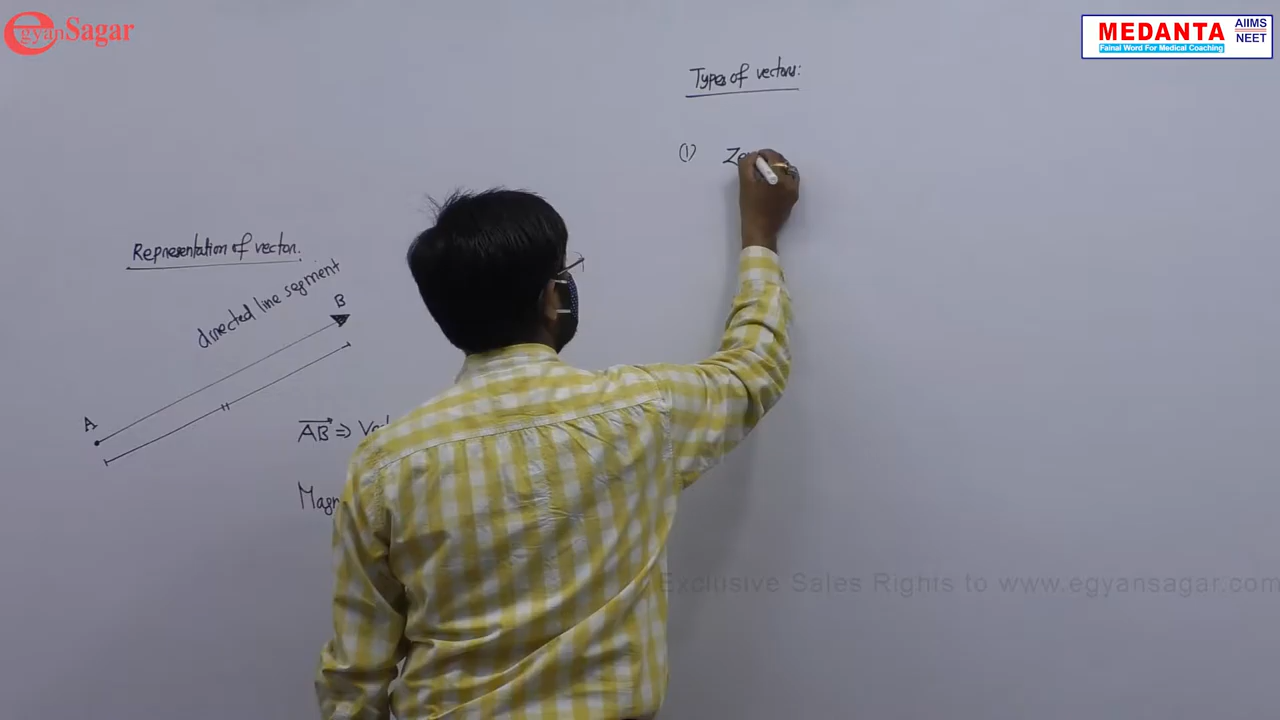 egyanSagar
MEDANTA AIIMS NEET
Fainal Word For Medical Coaching
Types of vectors:
(1)
Representation of vector.
directed line segment
B
A
AB ⇒
Exclusive Sales Rights to www.egyansagar.com